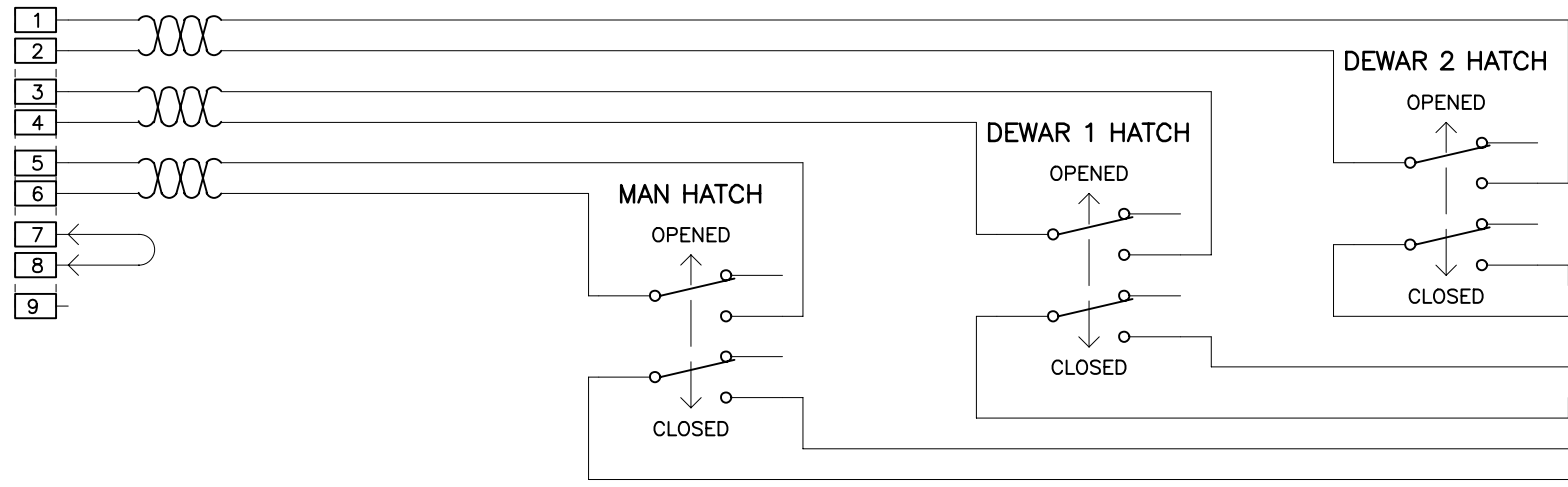 1
2
3
4
5
6
7
8
9
MAN HATCH
OPENED
CLOSED
DEWAR 1 HATCH
OPENED
CLOSED
DEWAR 2 HATCH
OPENED
CLOSED